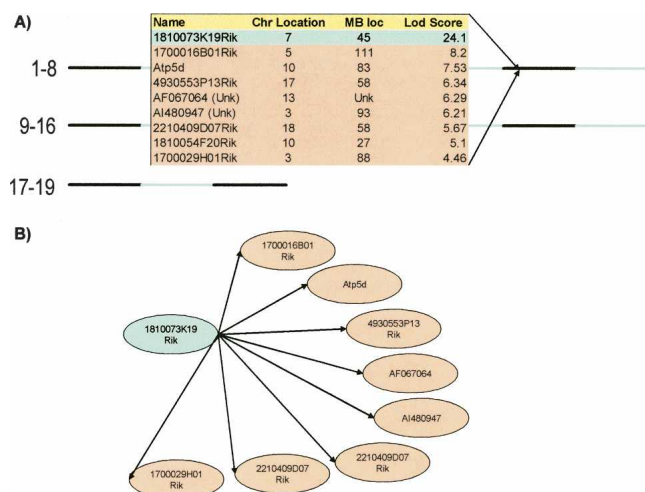 A)
Name Chr Location MB loc Lod Score
1810073K19Rik 7 45 24.1
1700016B01Rik 5 111 8.2
Atp5d 10 83 7.53
4930553P13Rik 17 58 6.34
AF067064 (Unk) 13 Unk 6.29
AI480947 (Unk) 3 93 6.21
2210409D07Rik 18 58 5.67
1810054F20Rik 10 27 5.1
1700029H01Rik 3 88 4.46
1-8
9-16
17-19
B)
1700016B01
Rik
Atp5d
1810073K19
Rik
4930553P13
Rik
AF067064
AI480947
2210409D07
Rik
2210409D07
Rik
1700029H01
Rik